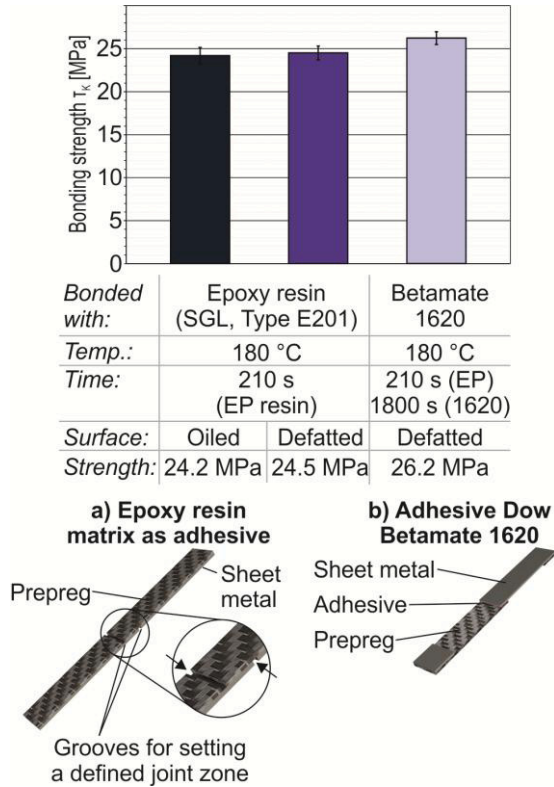 Bonding strength τK [MPa]
25
20
15
10
5
0
Bonded with:
Epoxy resin
(SGL, Type E201)
Betamate
1620
Temp.:
180 °C
180 °C
Time:
210 s
(EP resin)
210 s (EP)
1800 s (1620)
Surface:
Oiled
Defatted
Defatted
Strength:
24.2 MPa
24.5 MPa
26.2 MPa
a) Epoxy resin
matrix as adhesive
Prepreg
Sheet
metal
Grooves for setting
a defined joint zone
b) Adhesive Dow
Betamate 1620
Sheet metal
Adhesive
Prepreg